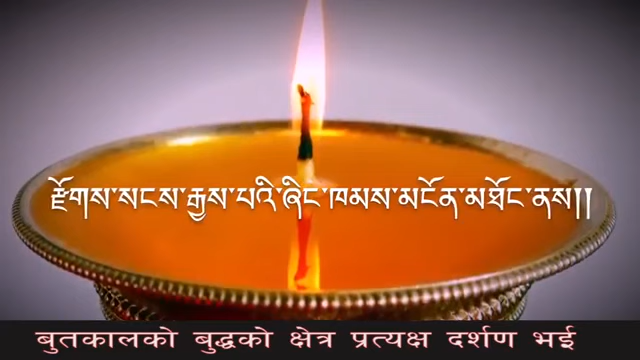 རྫོགས་སངས་རྒྱས་པའི་ཞིང་ཁམས་མངོན་མཐོང་ནས།།
बुतकालको बुद्धको क्षेत्र प्रत्यक्ष दर्शण भई